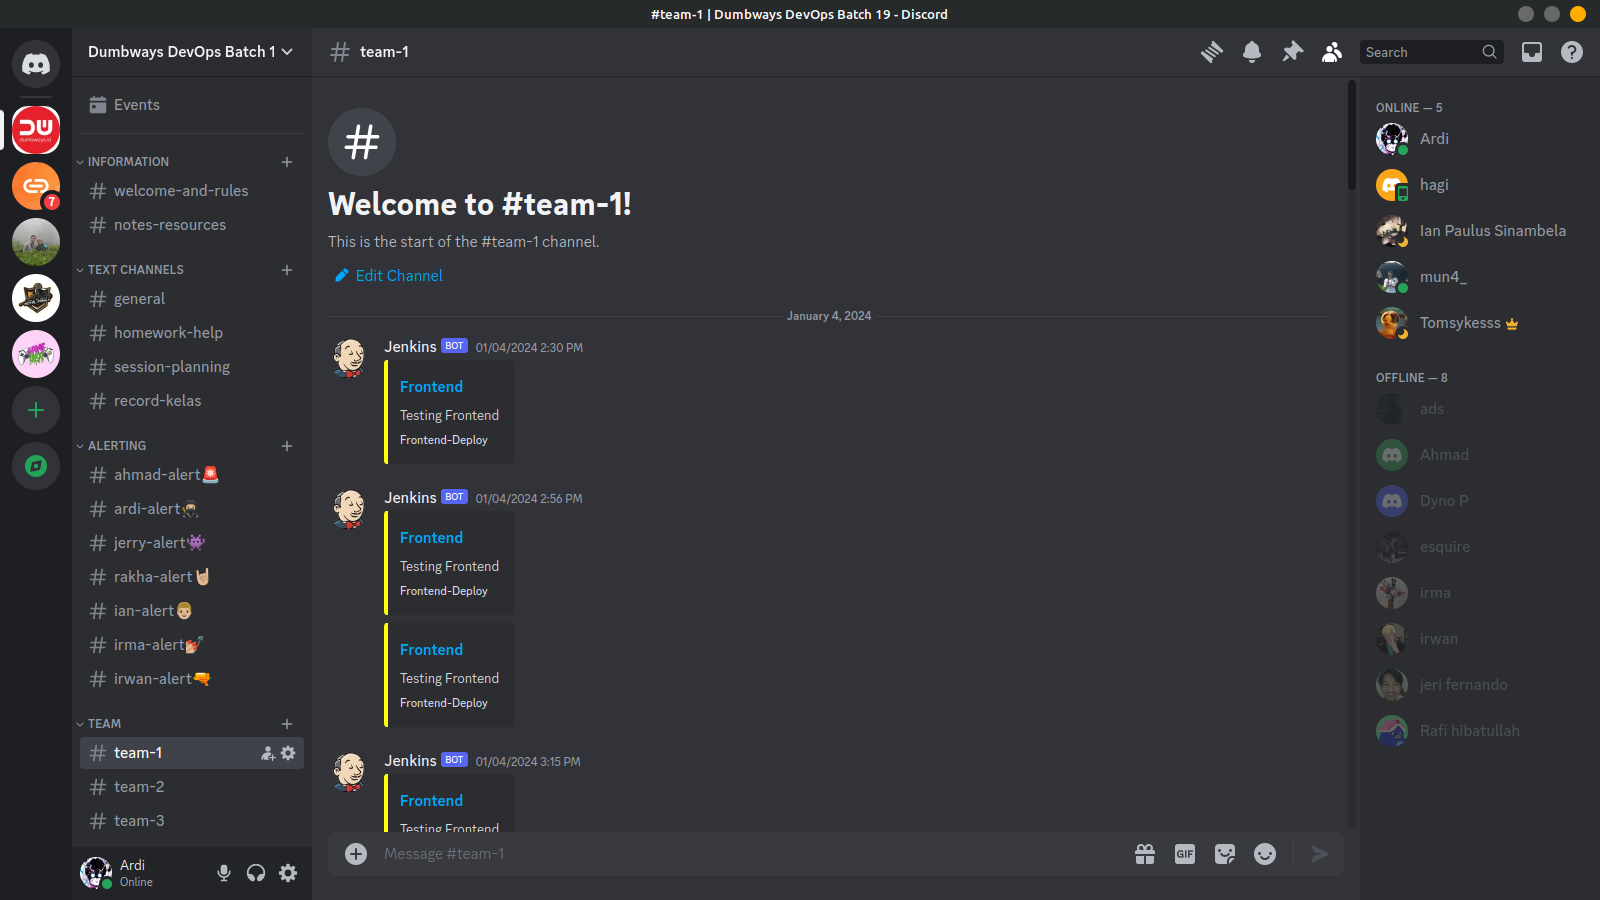 #team-1 | Dumbways DevOps Batch 19 - Discord
Dumbways DevOps Batch 1
Events
INFORMATION
welcome-and-rules
notes-resources
TEXT CHANNELS
general
homework-help
session-planning
record-kelas
ALERTING
ahmad-alert🚨
ardi-alert🥷
jerry-alert👾
rakha-alert🤘🏼
ian-alert👨🏼
irma-alert💅🏼
irwan-alert🔫
TEAM
team-1
team-2
team-3
Ardi
Online
DW
dumbways.id
7
team-1
Search
Welcome to #team-1!
This is the start of the #team-1 channel.
Edit Channel
January 4, 2024
Jenkins BOT 01/04/2024 2:30 PM
Frontend
Testing Frontend
Frontend-Deploy
Jenkins BOT 01/04/2024 2:56 PM
Frontend
Testing Frontend
Frontend-Deploy
Frontend
Testing Frontend
Frontend-Deploy
Jenkins BOT 01/04/2024 3:15 PM
Frontend
Testing Frontend
Message #team-1
GIF
ONLINE — 5
Ardi
hagi
Ian Paulus Sinambela
mun4_
Tomsykesss
OFFLINE — 8
ads
Ahmad
Dyno P
esquire
irma
irwan
jeri fernando
Rafi hibatullah